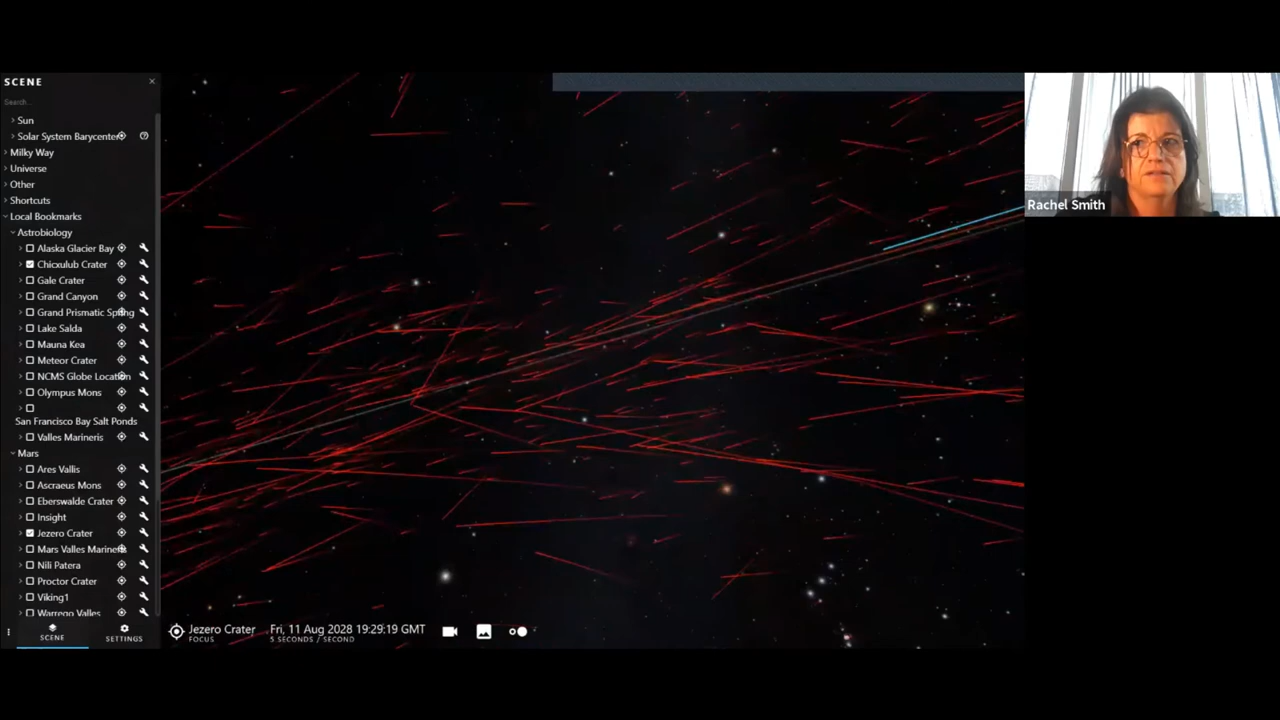 SCENE
Search...
Sun
Solar System Barycenter
Milky Way
Universe
Other
Shortcuts
Local Bookmarks
Astrobiology
Alaska Glacier Bay
Chicxulub Crater
Gale Crater
Grand Canyon
Grand Prismatic Spring
Lake Salda
Mauna Kea
Meteor Crater
NCMS Globe Location
Olympus Mons
San Francisco Bay Salt Ponds
Valles Marineris
Mars
Ares Vallis
Ascraeus Mons
Eberswalde Crater
Insight
Jezero Crater
Mars Valles Marineris
Nili Patera
Proctor Crater
Viking1
Warrego Valles
SCENE
SETTINGS
Jezero Crater
FOCUS
Fri, 11 Aug 2028 19:29:19 GMT
5 SECONDS / SECOND
Rachel Smith